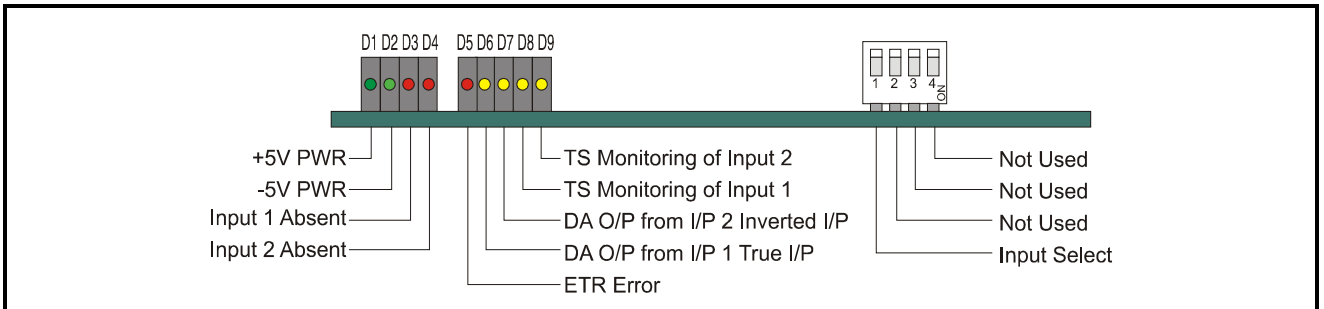 D1 D2 D3 D4 D5 D6 D7 D8 D9
1 2 3 4
ON
+5V PWR
-5V PWR
Input 1 Absent
Input 2 Absent
TS Monitoring of Input 2
TS Monitoring of Input 1
DA O/P from I/P 2 Inverted I/P
DA O/P from I/P 1 True I/P
ETR Error
Not Used
Not Used
Not Used
Input Select